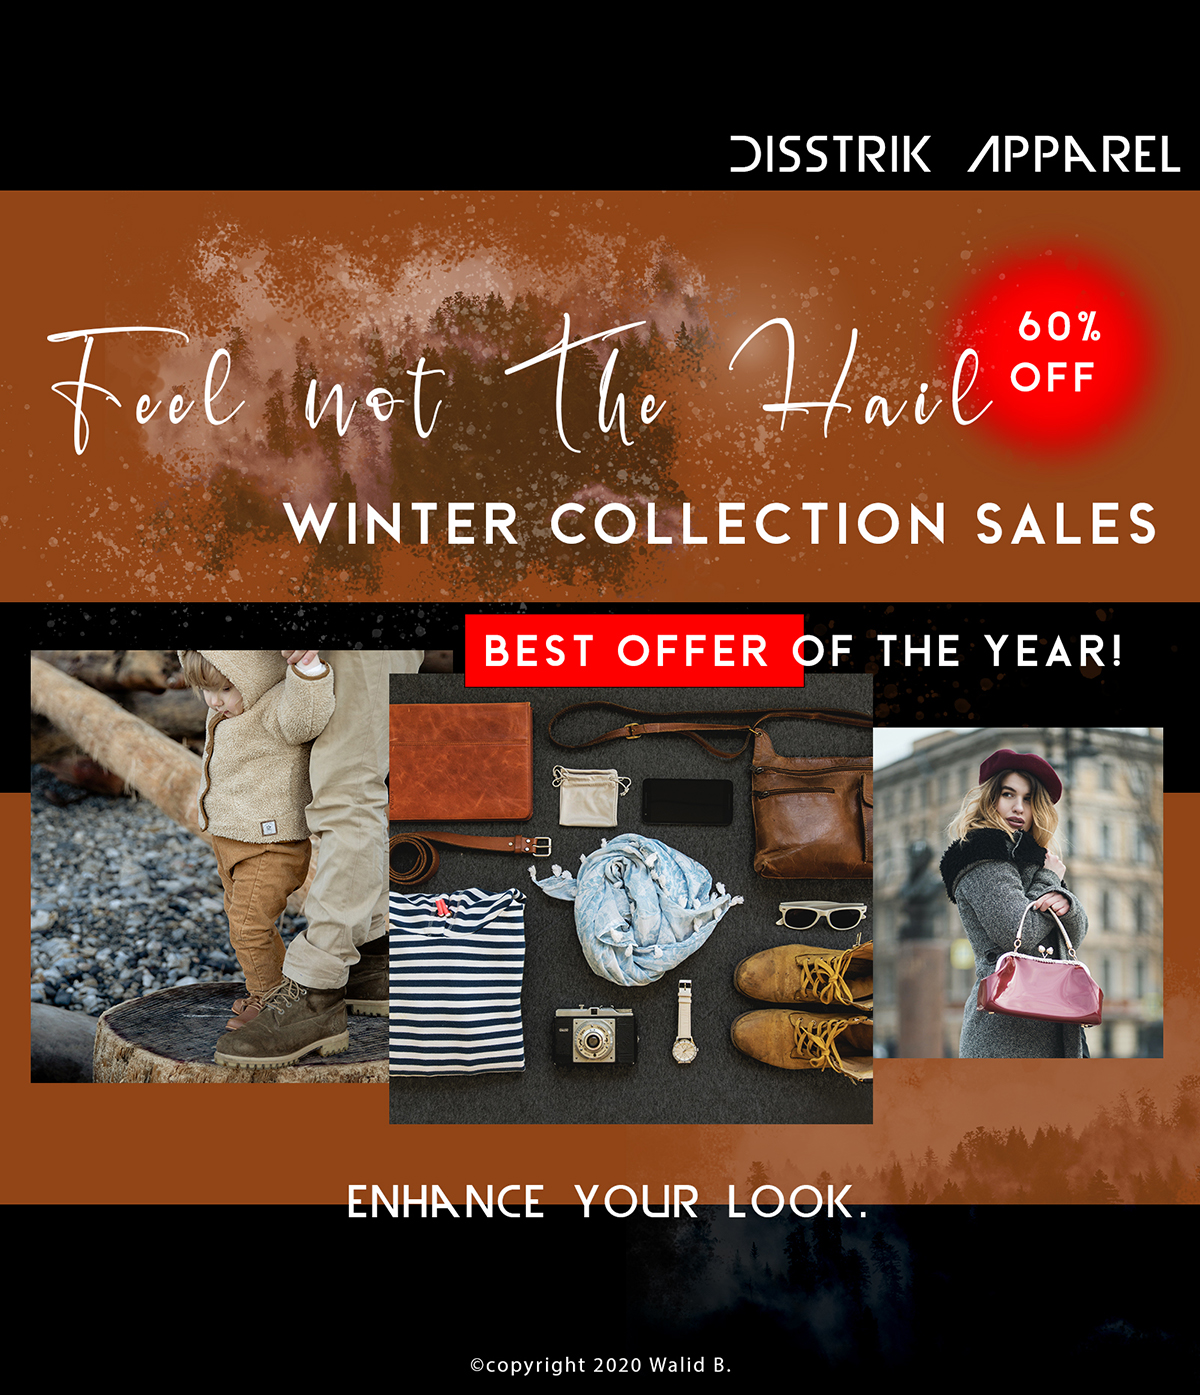 DISSTRIK APPAREL
Feel not the Hail
60%
OFF
WINTER COLLECTION SALES
BEST OFFER OF THE YEAR!
ENHANCE YOUR LOOK.
©copyright 2020 Walid B.